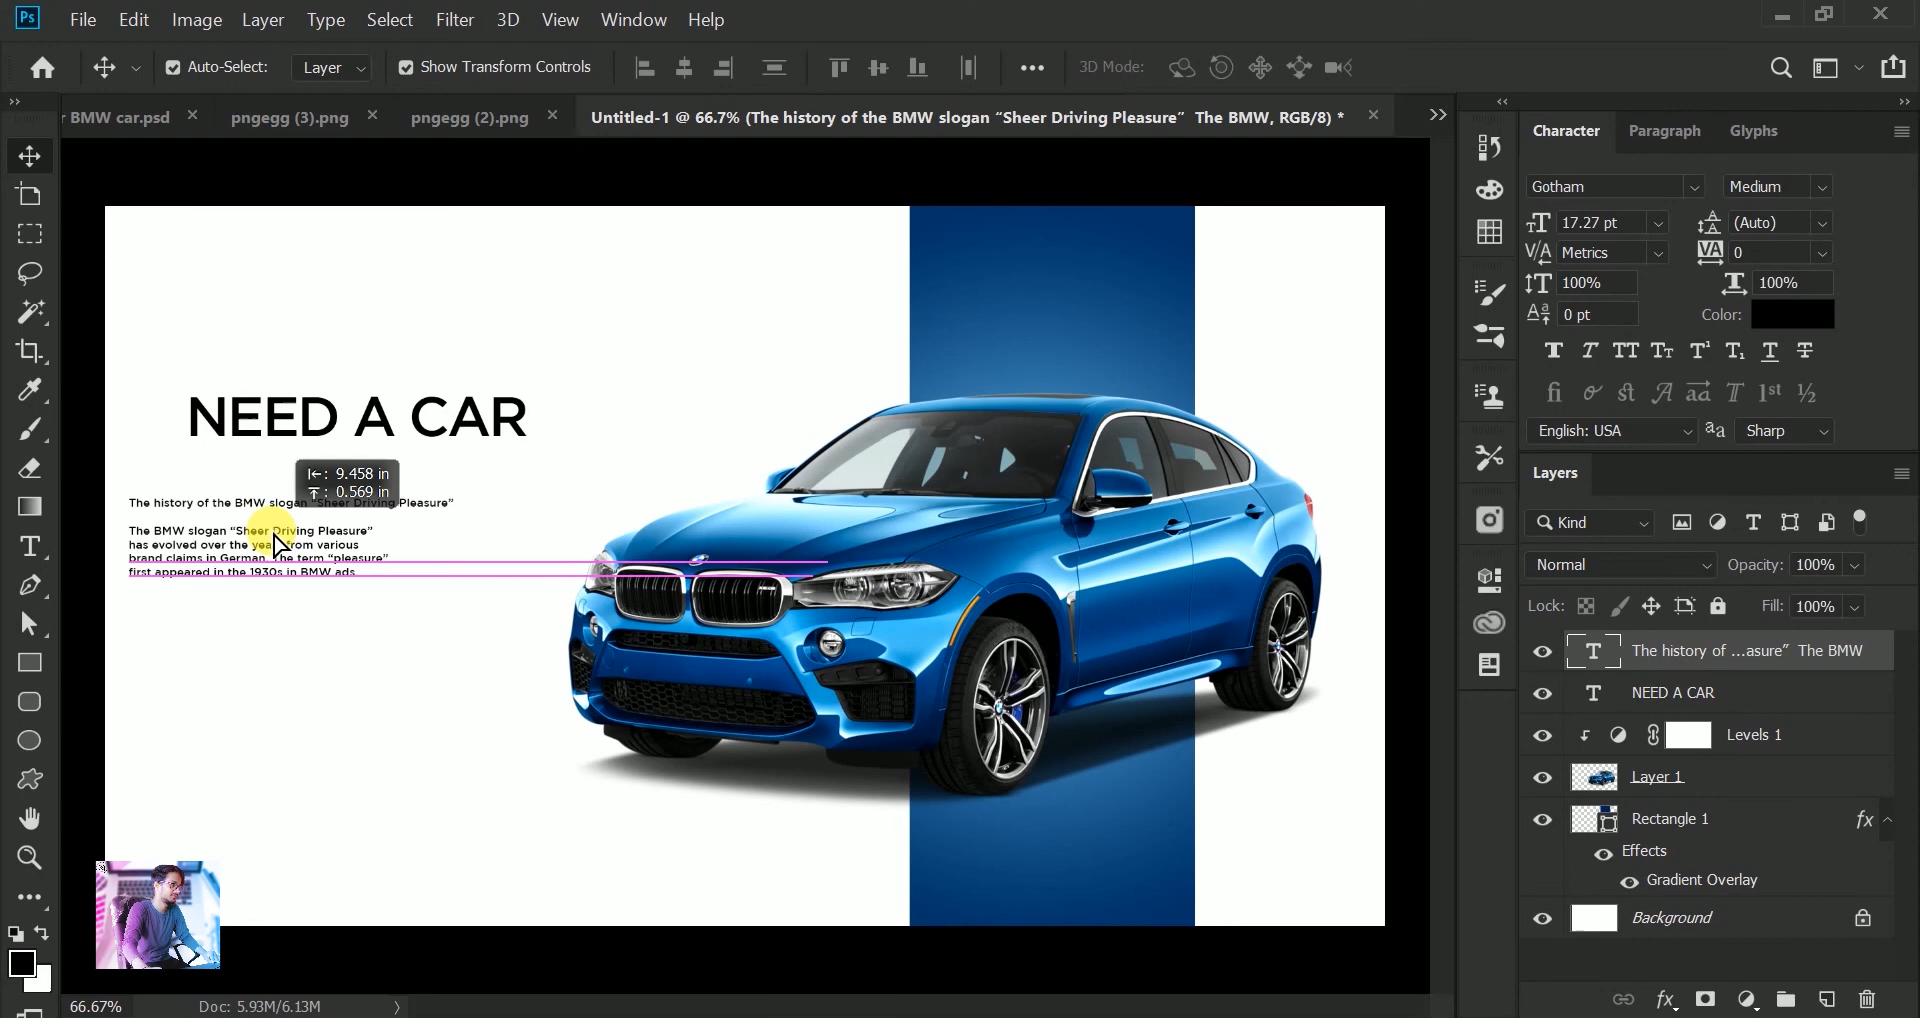 Ps File Edit Image Layer Type Select Filter 3D View Window Help
Auto-Select: Layer Show Transform Controls 3D Mode:
r BMW car.psd pngegg (3).png pngegg (2).png Untitled-1 @ 66.7% (The history of the BMW slogan “Sheer Driving Pleasure” The BMW, RGB/8) *
NEED A CAR
9.458 in
0.569 in
The history of the BMW slogan “Sheer Driving Pleasure”
The BMW slogan “Sheer Driving Pleasure”
has evolved over the years from various
brand claims in German. The term “pleasure”
first appeared in the 1930s in BMW ads.
66.67% Doc: 5.93M/6.13M
Character Paragraph Glyphs
Gotham Medium
17.27 pt (Auto)
Metrics 0
100% 100%
0 pt Color:
English: USA Sharp
Layers
Kind
Normal Opacity: 100%
Lock: Fill: 100%
The history of ...asure” The BMW
NEED A CAR
Levels 1
Layer 1
Rectangle 1 fx
Effects
Gradient Overlay
Background
fx